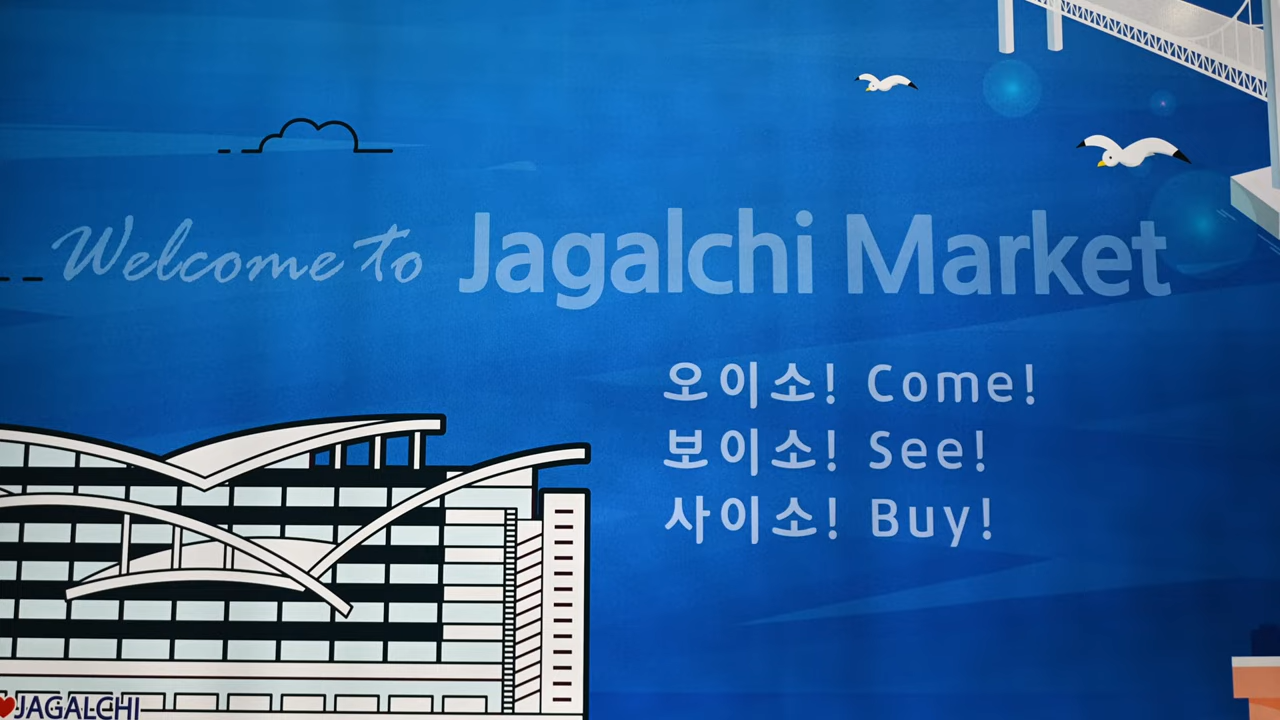 Welcome to Jagalchi Market
오이소! Come!
보이소! See!
사이소! Buy!
JAGALCHI